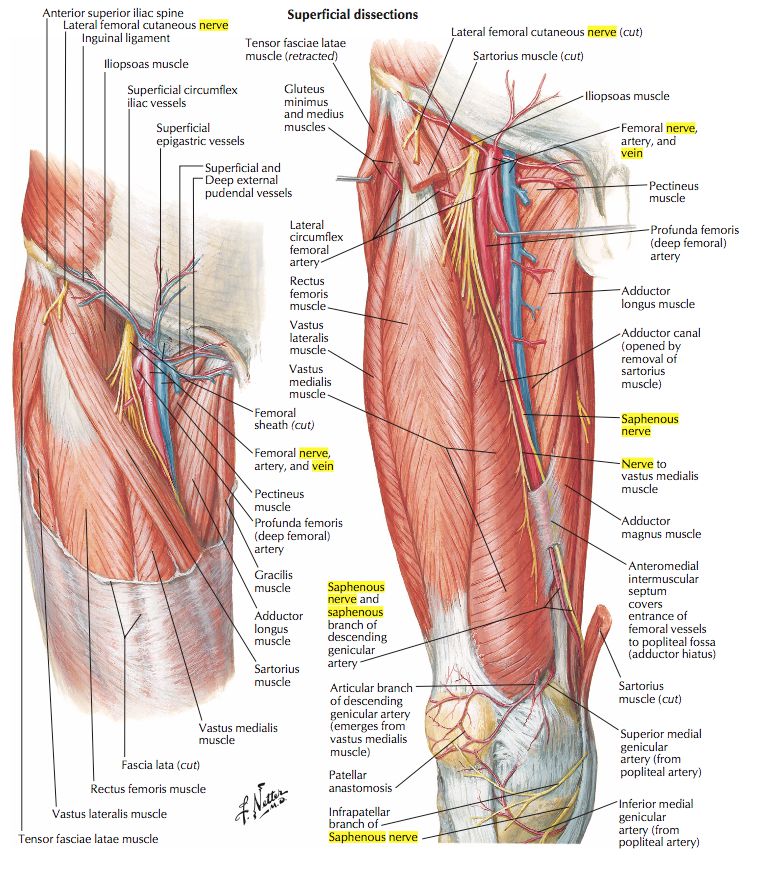 Superficial dissections
Anterior superior iliac spine
Lateral femoral cutaneous nerve
Inguinal ligament
Iliopsoas muscle
Superficial circumflex
iliac vessels
Superficial
epigastric vessels
Superficial and
Deep external
pudendal vessels
Femoral
sheath (cut)
Femoral nerve,
artery, and vein
Pectineus
muscle
Profunda femoris
(deep femoral)
artery
Gracilis
muscle
Adductor
longus
muscle
Sartorius
muscle
Vastus medialis
muscle
Fascia lata (cut)
Rectus femoris muscle
Vastus lateralis muscle
Tensor fasciae latae muscle
F. Netter
M.D.
Tensor fasciae latae
muscle (retracted)
Gluteus
minimus
and medius
muscles
Lateral
circumflex
femoral
artery
Rectus
femoris
muscle
Vastus
lateralis
muscle
Vastus
medialis
muscle
Saphenous
nerve and
saphenous
branch of
descending
genicular
artery
Articular branch
of descending
genicular artery
(emerges from
vastus medialis
muscle)
Patellar
anastomosis
Infrapatellar
branch of
Saphenous nerve
Lateral femoral cutaneous nerve (cut)
Sartorius muscle (cut)
Iliopsoas muscle
Femoral nerve,
artery, and
vein
Pectineus
muscle
Profunda femoris
(deep femoral)
artery
Adductor
longus muscle
Adductor canal
(opened by
removal of
sartorius
muscle)
Saphenous
nerve
Nerve to
vastus medialis
muscle
Adductor
magnus muscle
Anteromedial
intermuscular
septum
covers
entrance of
femoral vessels
to popliteal fossa
(adductor hiatus)
Sartorius
muscle (cut)
Superior medial
genicular
artery (from
popliteal artery)
Inferior medial
genicular
artery (from
popliteal artery)